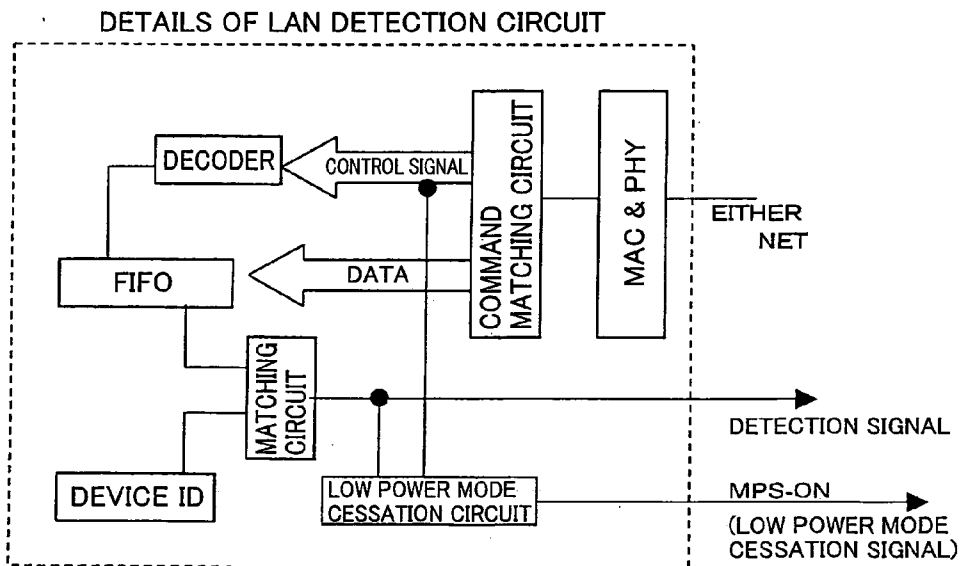 DETAILS OF LAN DETECTION CIRCUIT
DECODER
CONTROL SIGNAL
COMMAND
MATCHING CIRCUIT
MAC & PHY
EITHER
NET
FIFO
DATA
MATCHING
CIRCUIT
DETECTION SIGNAL
DEVICE ID
LOW POWER MODE
CESSATION CIRCUIT
MPS-ON
(LOW POWER MODE
CESSATION SIGNAL)